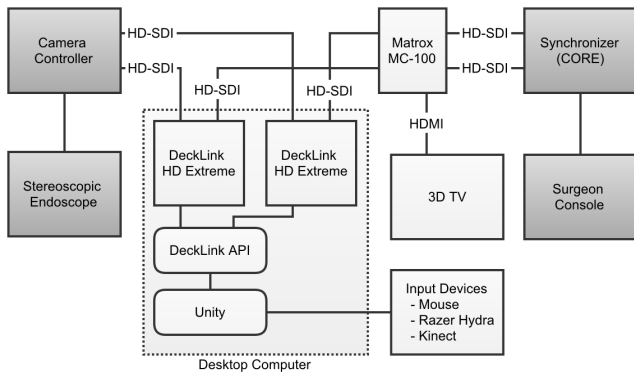 Camera
Controller
HD-SDI
HD-SDI
HD-SDI
HD-SDI
Matrox
MC-100
HD-SDI
HD-SDI
Synchronizer
(CORE)
HDMI
Stereoscopic
Endoscope
DeckLink
HD Extreme
DeckLink
HD Extreme
3D TV
Surgeon
Console
DeckLink API
Unity
Input Devices
- Mouse
- Razer Hydra
- Kinect
Desktop Computer